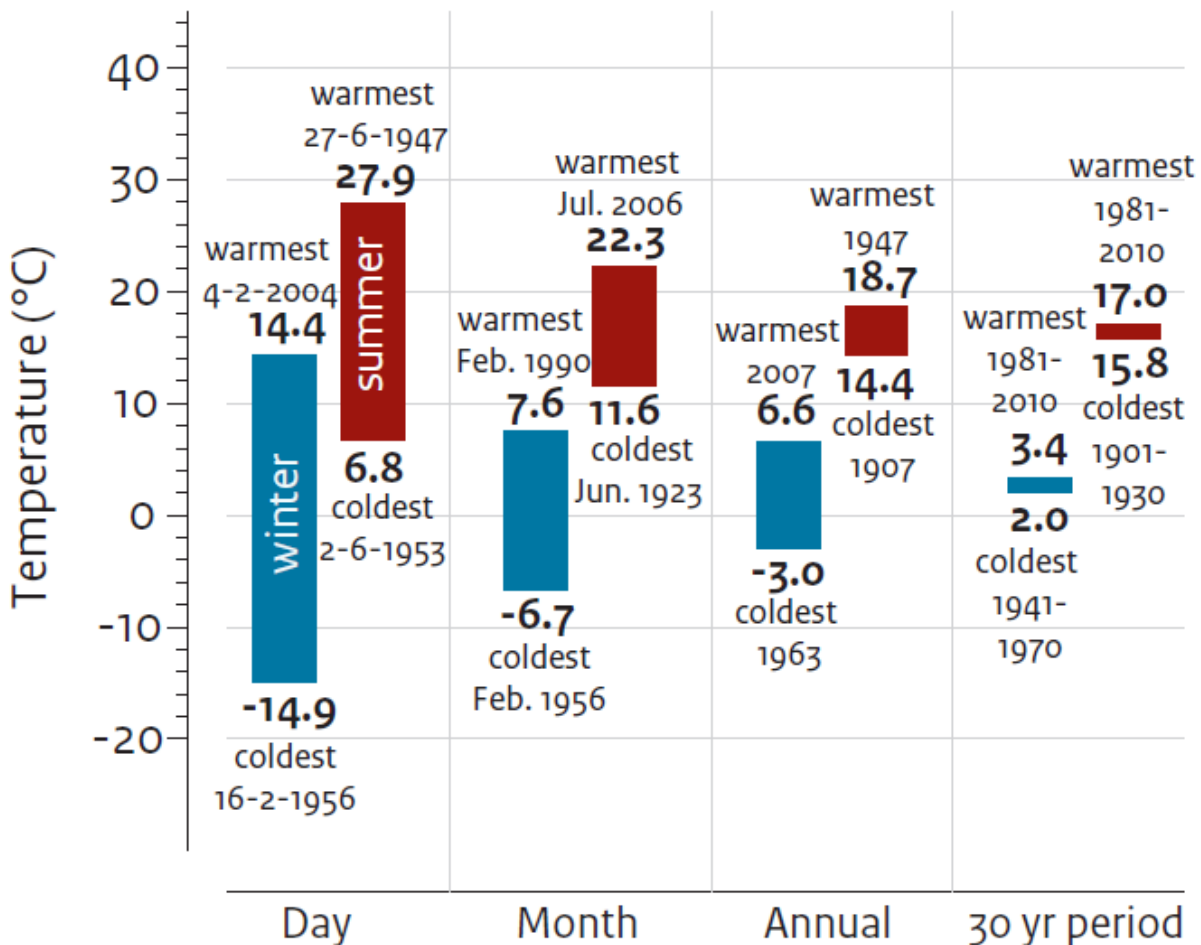 Temperature (°C)
40
30
20
10
0
-10
-20
warmest
4-2-2004
14.4
winter
-14.9
coldest
16-2-1956
warmest
27-6-1947
27.9
summer
6.8
coldest
2-6-1953
warmest
Feb. 1990
7.6
-6.7
coldest
Feb. 1956
warmest
Jul. 2006
22.3
11.6
coldest
Jun. 1923
warmest
2007
6.6
-3.0
coldest
1963
warmest
1947
18.7
14.4
coldest
1907
warmest
1981-
2010
3.4
2.0
coldest
1941-
1970
warmest
1981-
2010
17.0
15.8
coldest
1901-
1930
Day
Month
Annual
30 yr period